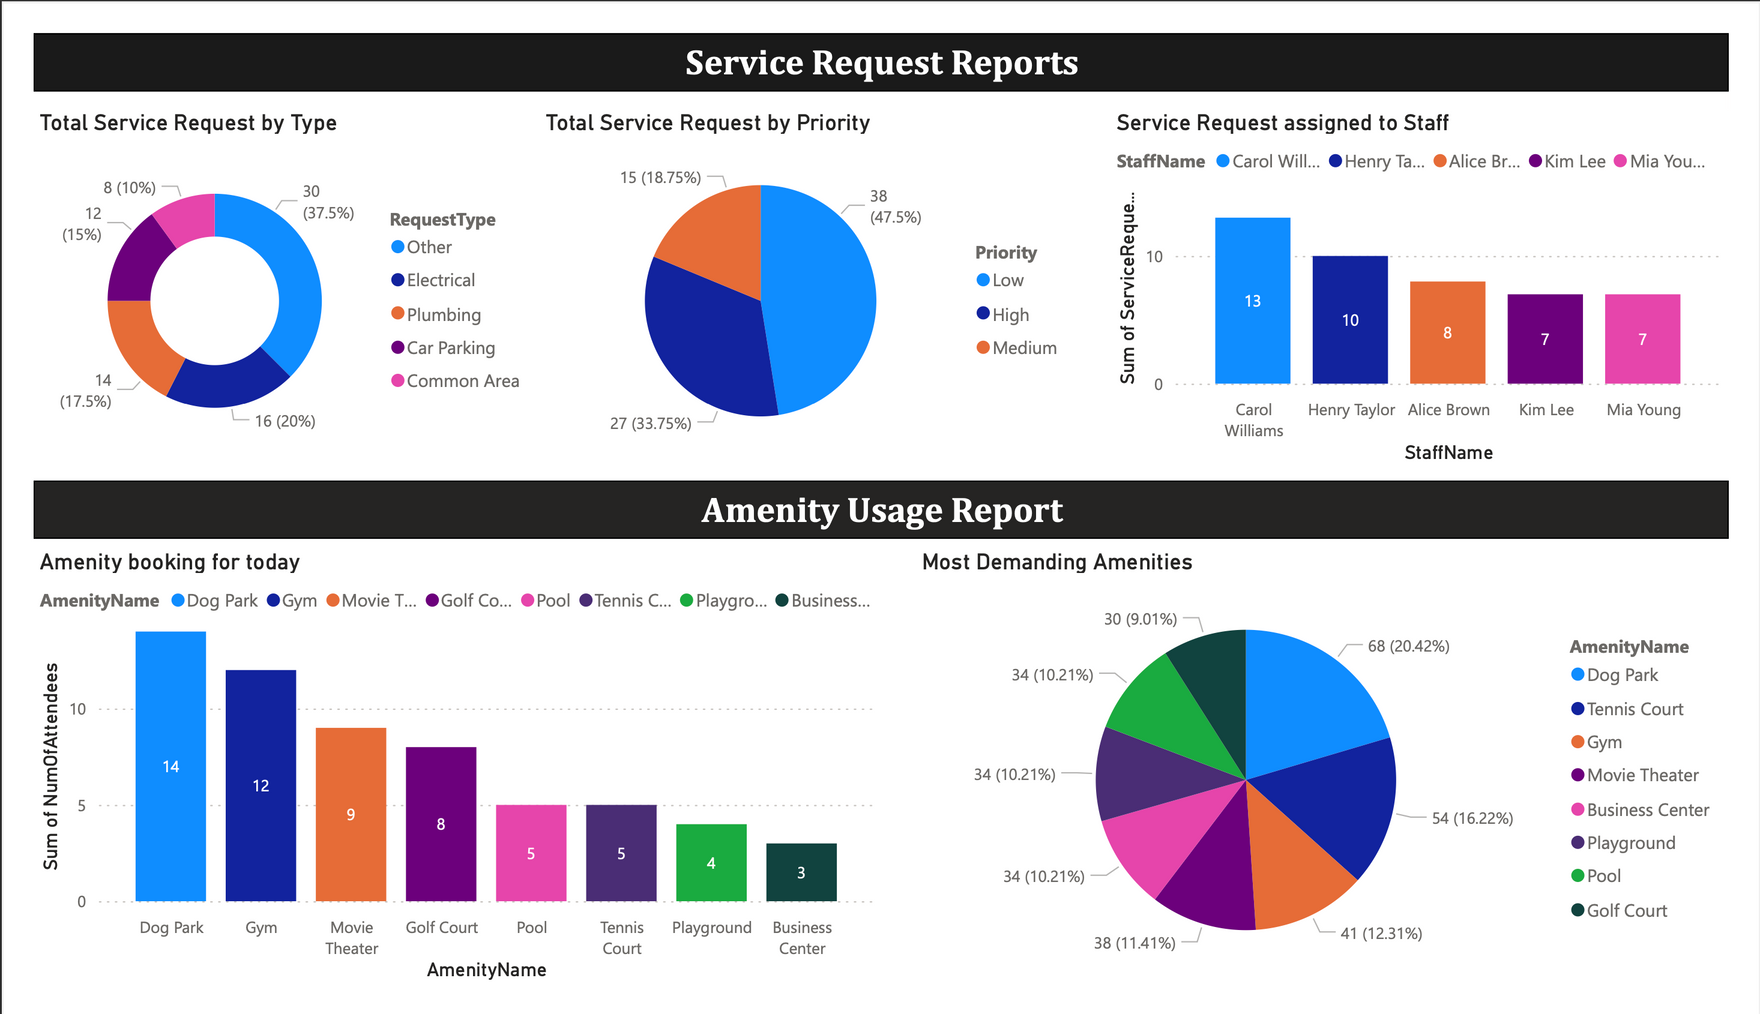 Service Request Reports
Total Service Request by Type
8 (10%)
30
(37.5%)
12
(15%)
14
(17.5%)
16 (20%)
RequestType
Other
Electrical
Plumbing
Car Parking
Common Area
Total Service Request by Priority
15 (18.75%)
38
(47.5%)
27 (33.75%)
Priority
Low
High
Medium
Service Request assigned to Staff
StaffName Carol Will... Henry Ta... Alice Br... Kim Lee Mia You...
Sum of ServiceReque...
10
0
13
10
8
7
7
Carol
Williams
Henry Taylor
Alice Brown
Kim Lee
Mia Young
StaffName
Amenity Usage Report
Amenity booking for today
AmenityName Dog Park Gym Movie T... Golf Co... Pool Tennis C... Playgro... Business...
Sum of NumOfAttendees
10
5
0
14
12
9
8
5
5
4
3
Dog Park
Gym
Movie
Theater
Golf Court
Pool
Tennis
Court
Playground
Business
Center
AmenityName
Most Demanding Amenities
30 (9.01%)
68 (20.42%)
34 (10.21%)
34 (10.21%)
54 (16.22%)
34 (10.21%)
38 (11.41%)
41 (12.31%)
AmenityName
Dog Park
Tennis Court
Gym
Movie Theater
Business Center
Playground
Pool
Golf Court